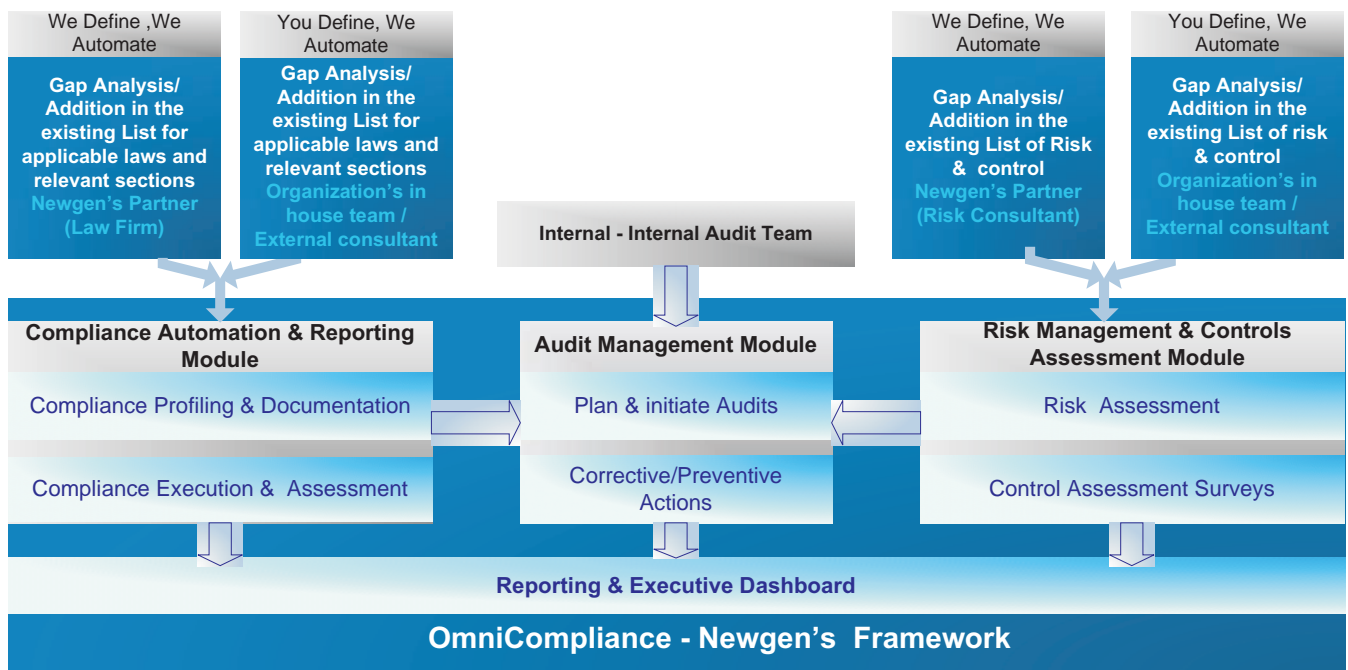 We Define ,We
Automate
Gap Analysis/
Addition in the
existing List for
applicable laws and
relevant sections
Newgen's Partner
(Law Firm)
You Define, We
Automate
Gap Analysis/
Addition in the
existing List for
applicable laws and
relevant sections
Organization's in
house team /
External consultant
Internal - Internal Audit Team
We Define, We
Automate
Gap Analysis/
Addition in the
existing List of Risk
& control
Newgen's Partner
(Risk Consultant)
You Define, We
Automate
Gap Analysis/
Addition in the
existing List of risk
& control
Organization's in
house team /
External consultant
Compliance Automation & Reporting
Module
Compliance Profiling & Documentation
Compliance Execution & Assessment
Audit Management Module
Plan & initiate Audits
Corrective/Preventive
Actions
Risk Management & Controls
Assessment Module
Risk Assessment
Control Assessment Surveys
Reporting & Executive Dashboard
OmniCompliance - Newgen's Framework